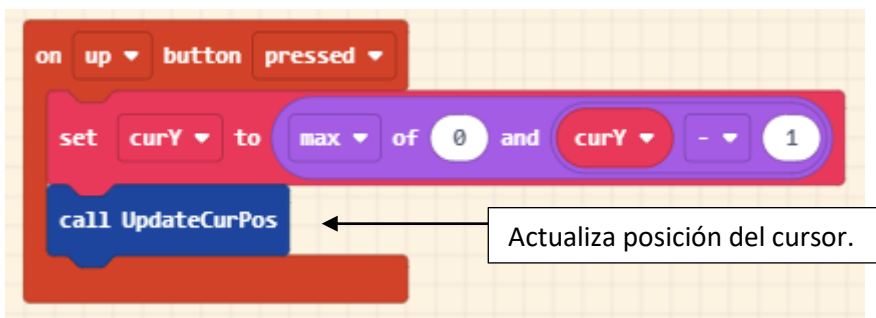 on up button pressed
set curY to max of 0 and curY - 1
call UpdateCurPos
Actualiza posición del cursor.